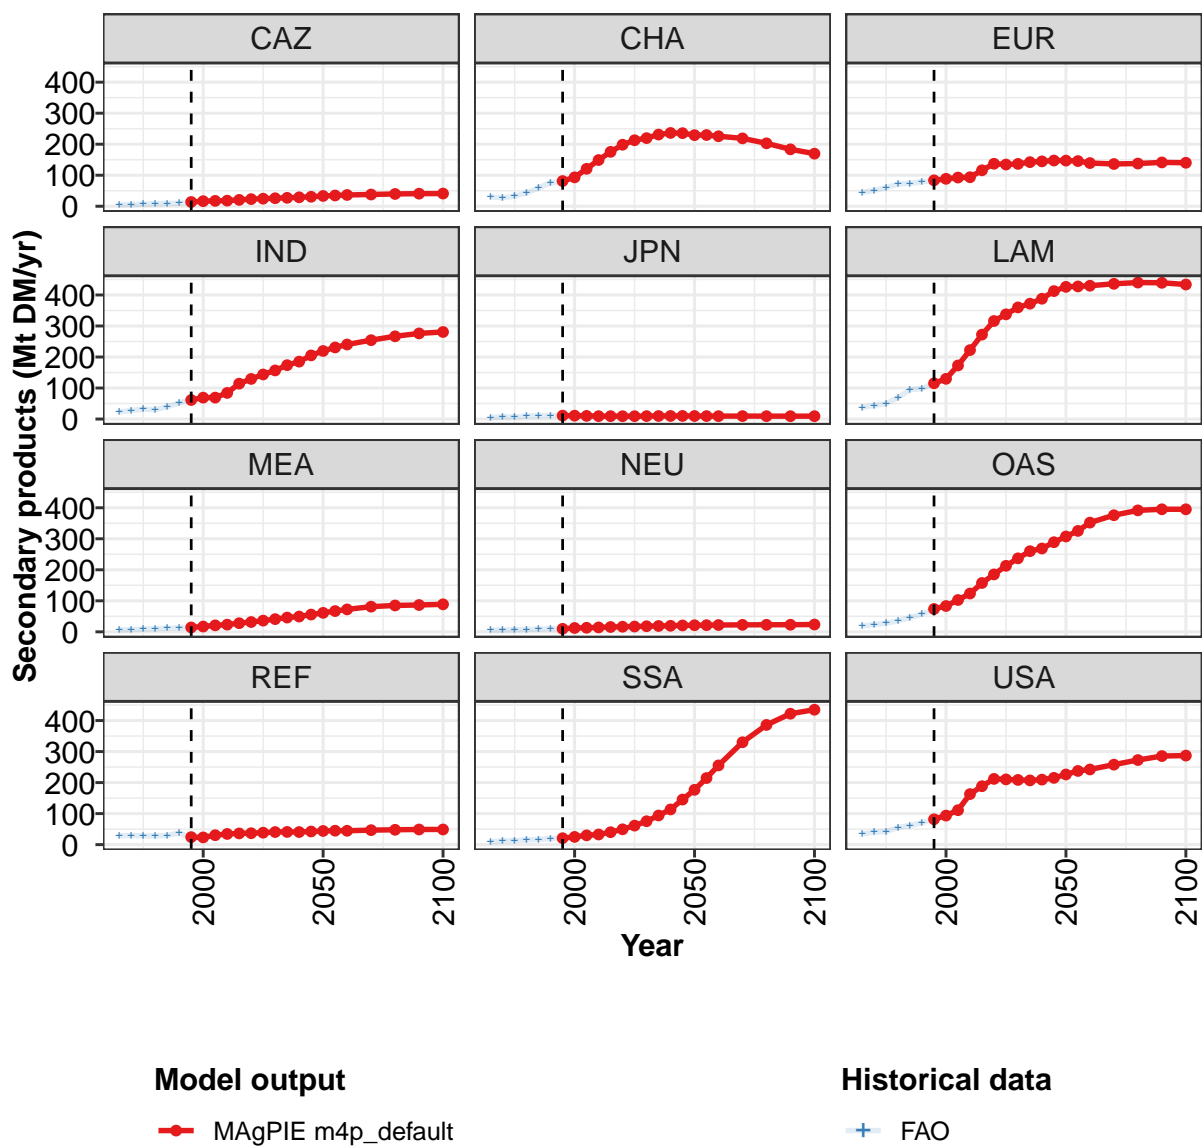 CAZ CHA EUR
400
300
200
100
0
IND JPN LAM
400
300
200
100
0
MEA NEU OAS
400
300
200
100
0
REF SSA USA
400
300
200
100
0
Secondary products (Mt DM/yr)
2000 2050 2100 2000 2050 2100 2000 2050 2100
Year
Model output Historical data
MAgPIE m4p_default FAO